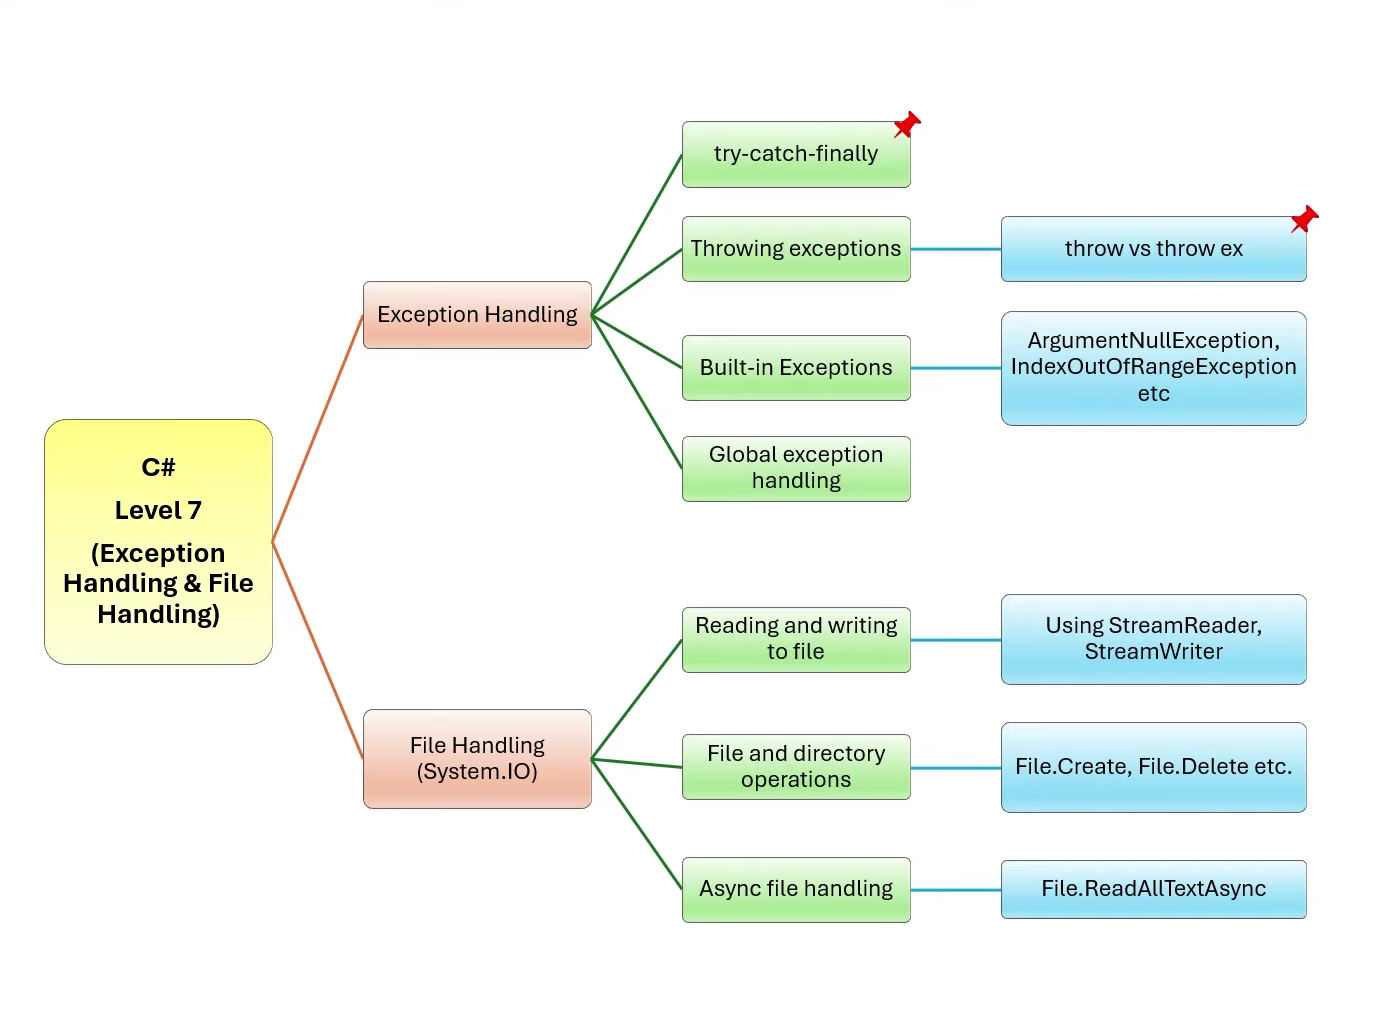 C#
Level 7
(Exception
Handling & File
Handling)
Exception Handling
try-catch-finally
Throwing exceptions
throw vs throw ex
Built-in Exceptions
ArgumentNullException,
IndexOutOfRangeException
etc
Global exception
handling
File Handling
(System.IO)
Reading and writing
to file
Using StreamReader,
StreamWriter
File and directory
operations
File.Create, File.Delete etc.
Async file handling
File.ReadAllTextAsync